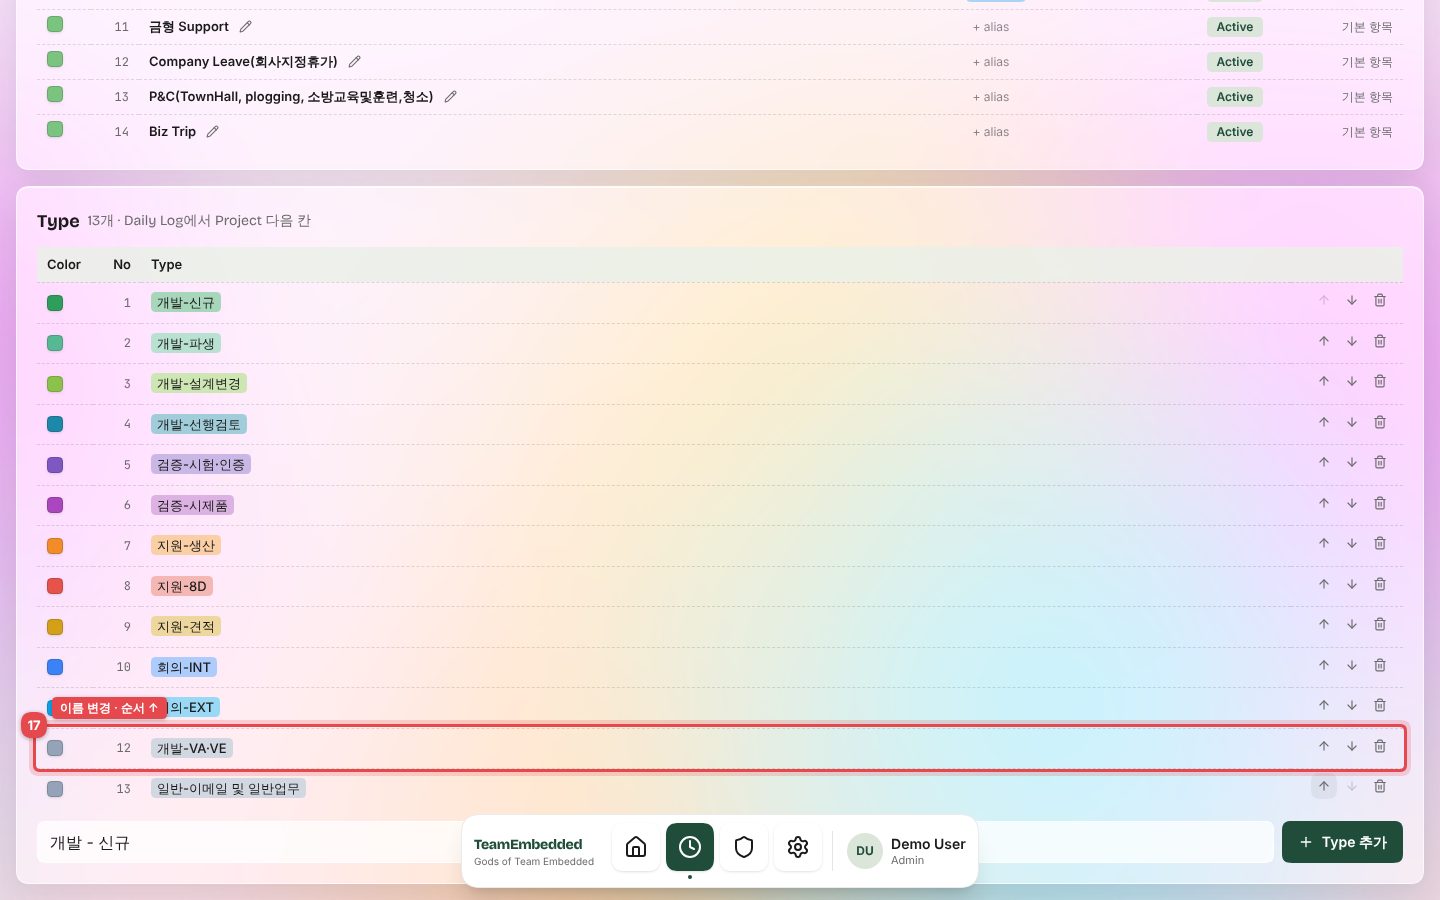 11 금형 Support + alias Active 기본 항목
12 Company Leave(회사지정휴가) + alias Active 기본 항목
13 P&C(TownHall, plogging, 소방교육및훈련,청소) + alias Active 기본 항목
14 Biz Trip + alias Active 기본 항목
Type 13개 · Daily Log에서 Project 다음 칸
Color No Type
1 개발-신규
2 개발-파생
3 개발-설계변경
4 개발-선행검토
5 검증-시험·인증
6 검증-시제품
7 지원-생산
8 지원-8D
9 지원-견적
10 회의-INT
이름 변경 · 순서 ↑ 의-EXT
17
12 개발-VA·VE
13 일반-이메일 및 일반업무
개발 - 신규
+ Type 추가
TeamEmbedded
Gods of Team Embedded
DU
Demo User
Admin